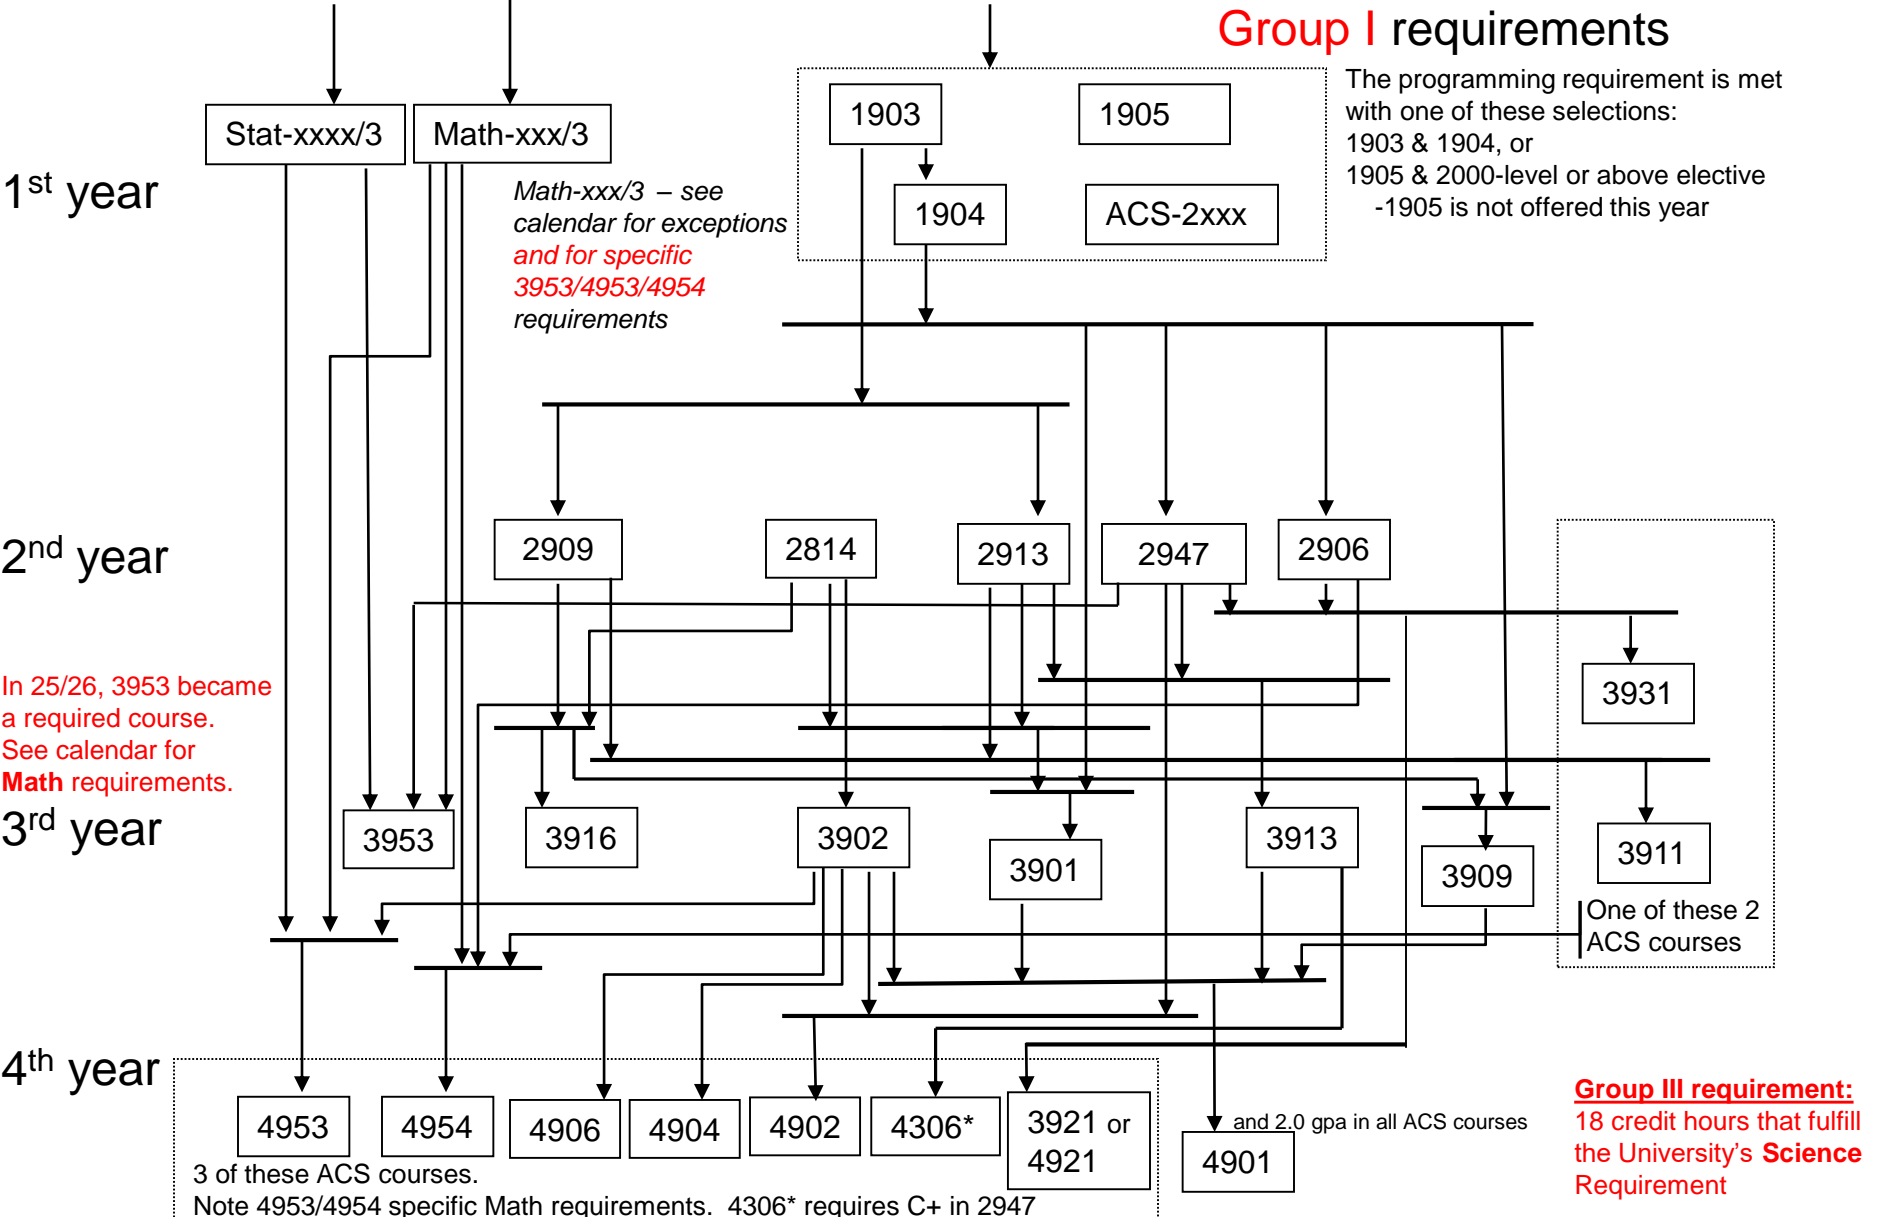 Group I requirements
The programming requirement is met
with one of these selections:
1903 & 1904, or
1905 & 2000-level or above elective
-1905 is not offered this year
1903
1905
Stat-xxxx/3
Math-xxx/3
1st year
Math-xxx/3 – see
calendar for exceptions
and for specific
3953/4953/4954
requirements
1904
ACS-2xxx
2nd year
2909
2814
2913
2947
2906
In 25/26, 3953 became
a required course.
See calendar for
Math requirements.
3931
3rd year
3953
3916
3902
3901
3913
3909
3911
One of these 2
ACS courses
4th year
4953
4954
4906
4904
4902
4306*
3921 or
4921
and 2.0 gpa in all ACS courses
4901
3 of these ACS courses.
Note 4953/4954 specific Math requirements. 4306* requires C+ in 2947
Group III requirement:
18 credit hours that fulfill
the University's Science
Requirement